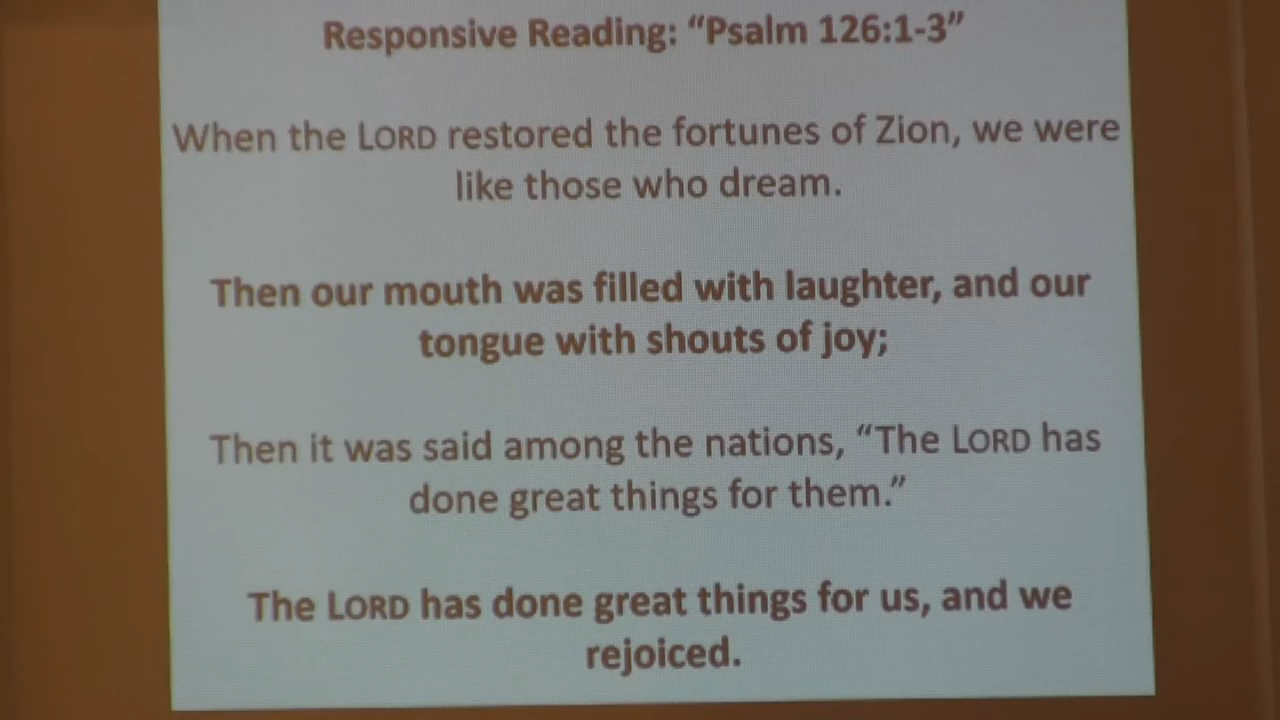 Responsive Reading: “Psalm 126:1-3”
When the LORD restored the fortunes of Zion, we were
like those who dream.
Then our mouth was filled with laughter, and our
tongue with shouts of joy;
Then it was said among the nations, “The LORD has
done great things for them.”
The LORD has done great things for us, and we
rejoiced.